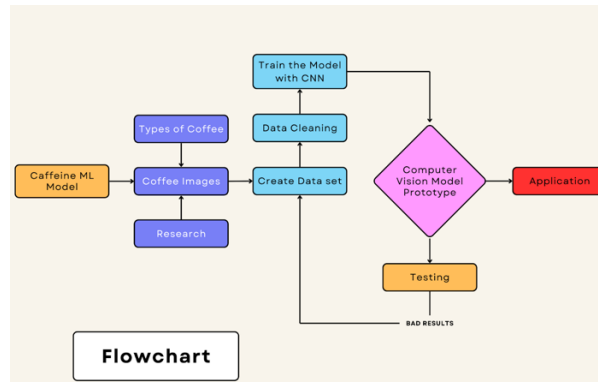 Train the Model
with CNN
Types of Coffee
Data Cleaning
Caffeine ML
Model
Coffee Images
Create Data set
Computer
Vision Model
Prototype
Application
Research
Testing
BAD RESULTS
Flowchart